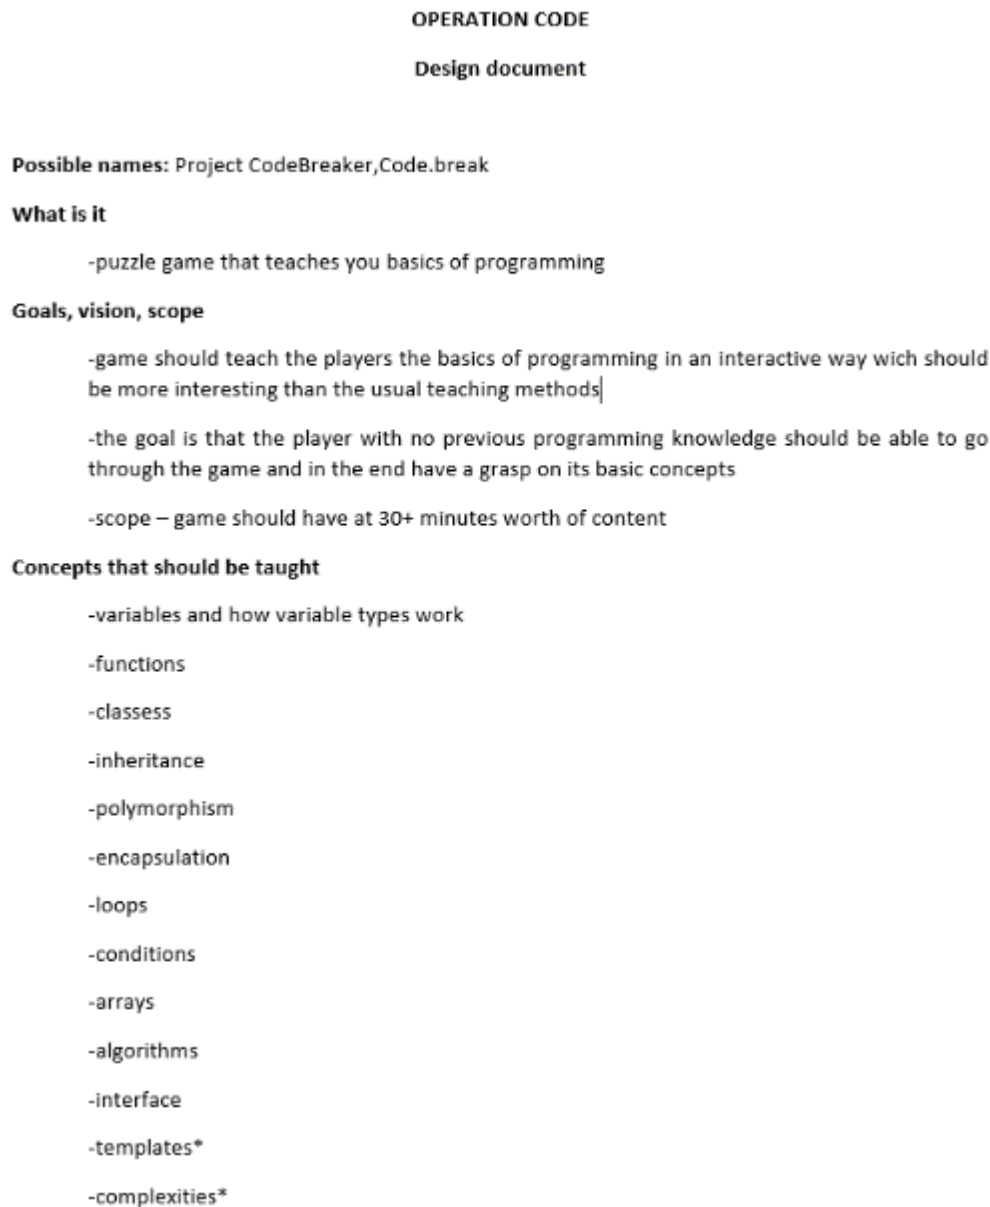 OPERATION CODE
Design document
Possible names: Project CodeBreaker,Code.break
What is it
-puzzle game that teaches you basics of programming
Goals, vision, scope
-game should teach the players the basics of programming in an interactive way wich should
be more interesting than the usual teaching methods
-the goal is that the player with no previous programming knowledge should be able to go
through the game and in the end have a grasp on its basic concepts
-scope – game should have at 30+ minutes worth of content
Concepts that should be taught
-variables and how variable types work
-functions
-classess
-inheritance
-polymorphism
-encapsulation
-loops
-conditions
-arrays
-algorithms
-interface
-templates*
-complexities*